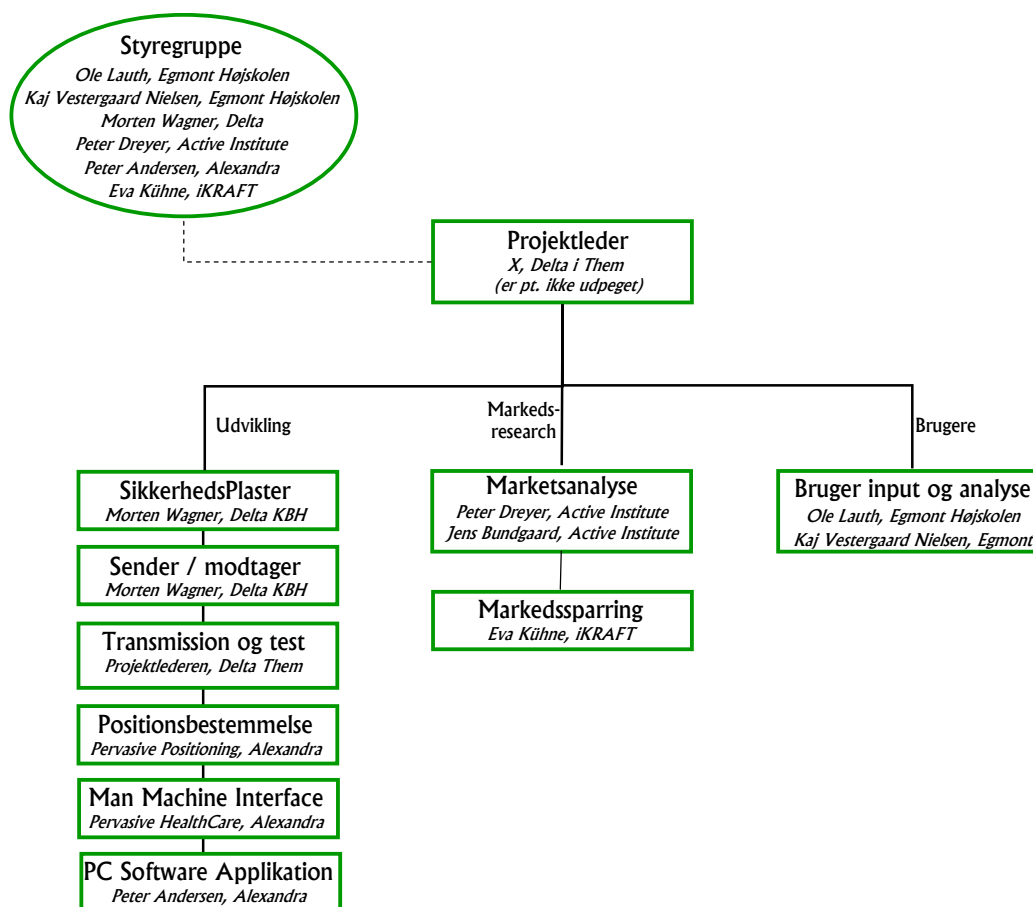 Styregruppe
Ole Lauth, Egmont Højskolen
Kaj Vestergaard Nielsen, Egmont Højskolen
Morten Wagner, Delta
Peter Dreyer, Active Institute
Peter Andersen, Alexandra
Eva Kühne, iKRAFT
Projektleder
X, Delta i Them
(er pt. ikke udpeget)
Udvikling
Markeds-
research
Brugere
SikkerhedsPlaster
Morten Wagner, Delta KBH
Sender / modtager
Morten Wagner, Delta KBH
Transmission og test
Projektlederen, Delta Them
Positionsbestemmelse
Pervasive Positioning, Alexandra
Man Machine Interface
Pervasive HealthCare, Alexandra
PC Software Applikation
Peter Andersen, Alexandra
Marketsanalyse
Peter Dreyer, Active Institute
Jens Bundgaard, Active Institute
Markedssparring
Eva Kühne, iKRAFT
Bruger input og analyse
Ole Lauth, Egmont Højskolen
Kaj Vestergaard Nielsen, Egmont